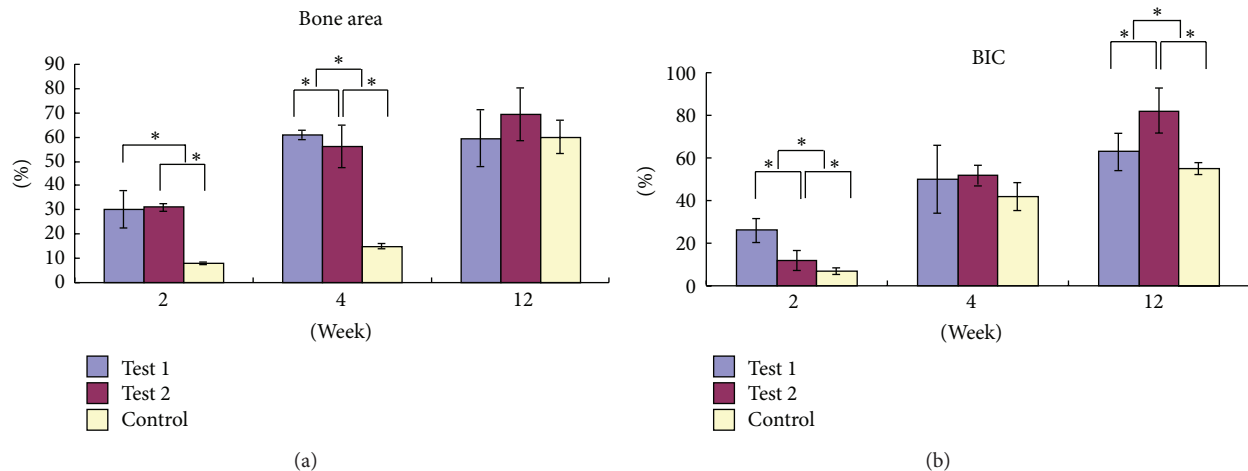 Bone area
(%)
90
80
70
60
50
40
30
20
10
0
* *
* * *
2 4 12
(Week)
Test 1
Test 2
Control
(a)
BIC
(%)
100
80
60
40
20
0
* * *
* * *
2 4 12
(Week)
Test 1
Test 2
Control
(b)